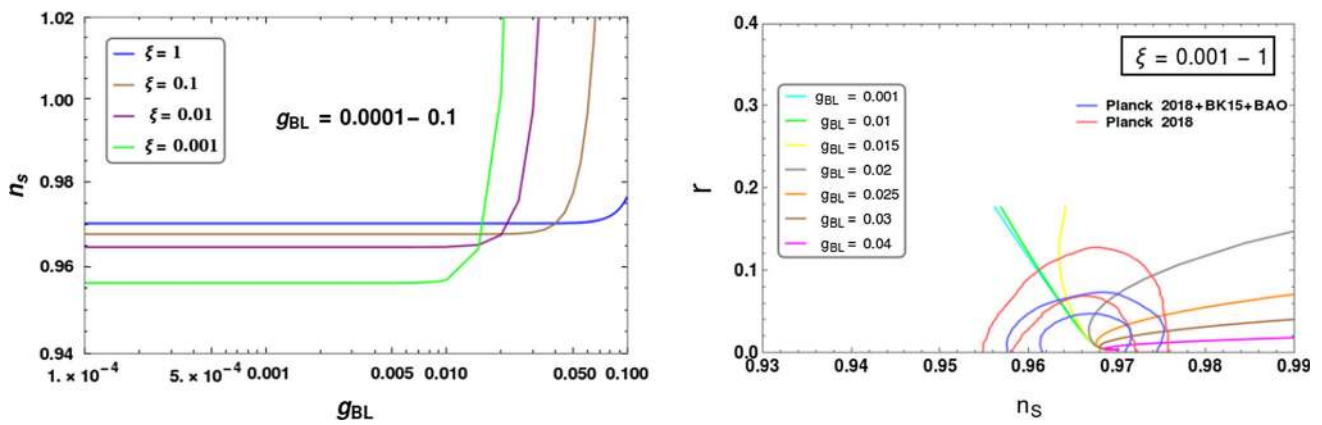 1.02
1.00
0.98
0.96
0.94
n_s
ξ = 1
ξ = 0.1
ξ = 0.01
ξ = 0.001
g_BL = 0.0001 – 0.1
1. × 10^-4
5. × 10^-4
0.001
0.005
0.010
0.050
0.100
g_BL
0.4
0.3
0.2
0.1
0.0
r
ξ = 0.001 – 1
g_BL = 0.001
g_BL = 0.01
g_BL = 0.015
g_BL = 0.02
g_BL = 0.025
g_BL = 0.03
g_BL = 0.04
Planck 2018+BK15+BAO
Planck 2018
0.93
0.94
0.95
0.96
0.97
0.98
0.99
n_S